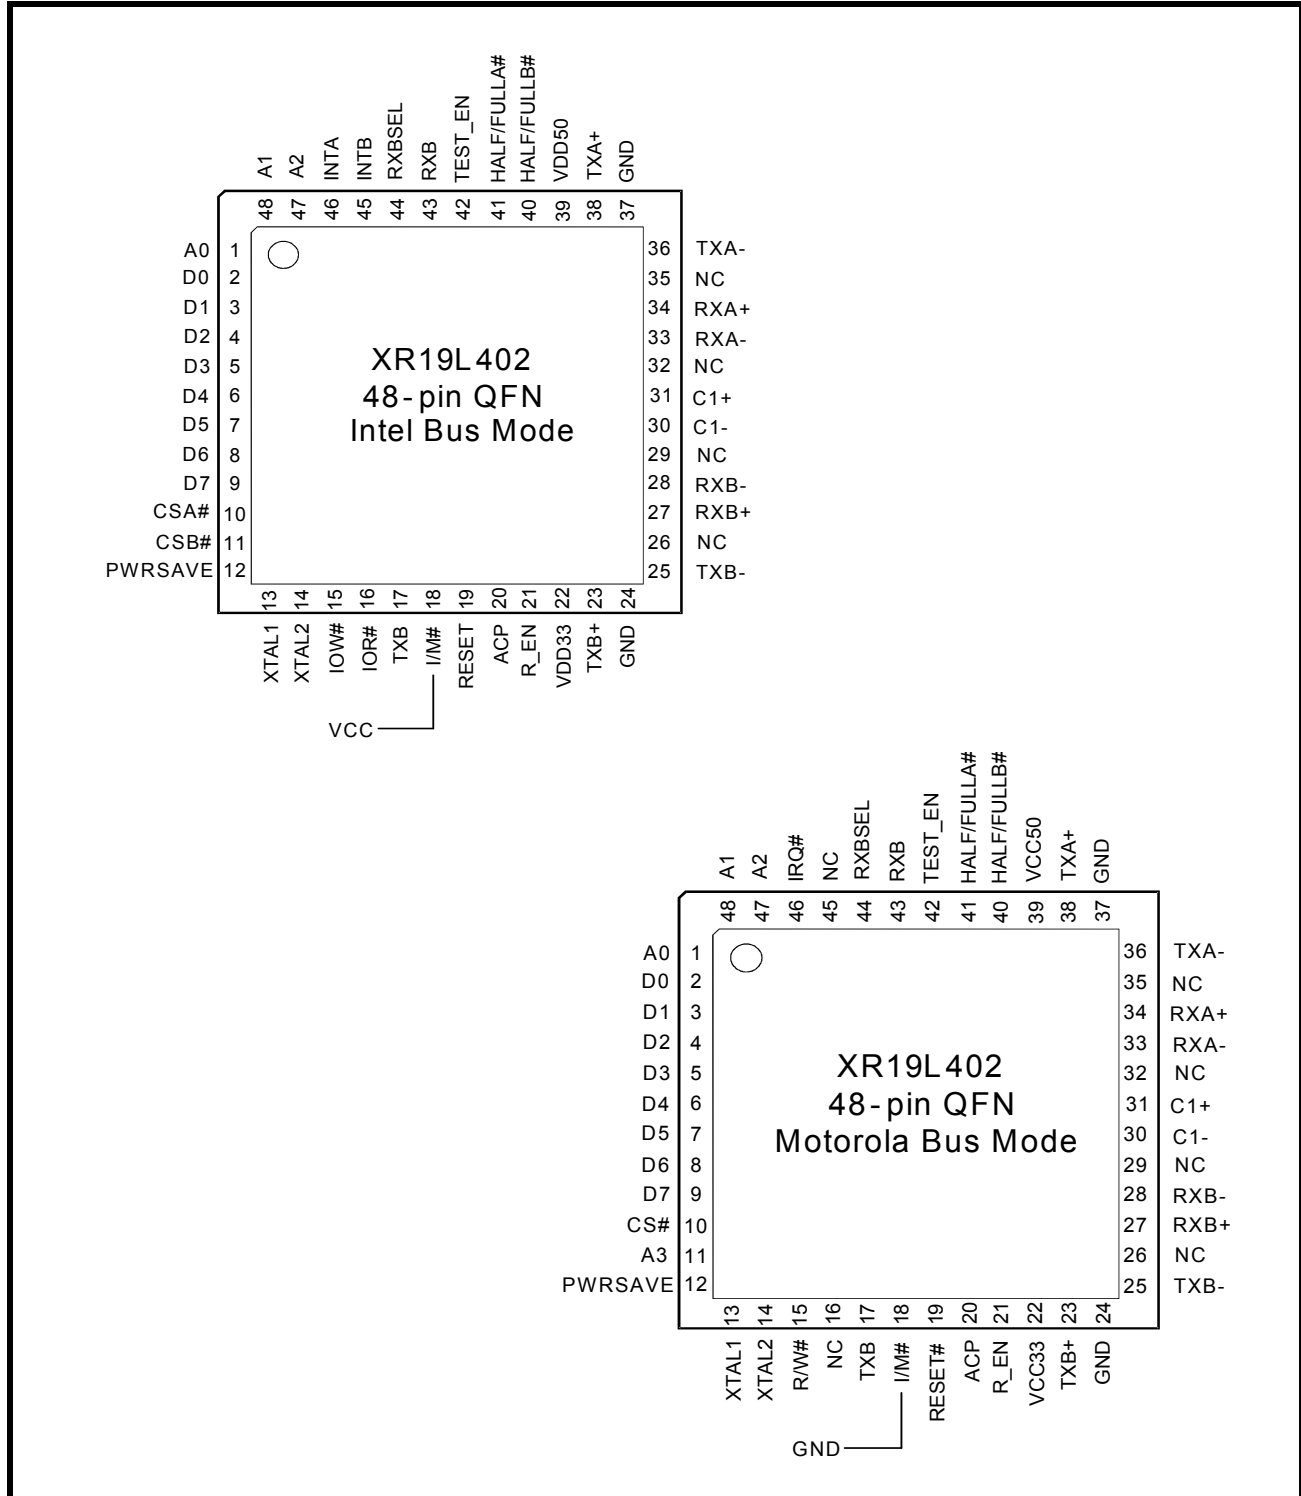 A1 A2 INTA INTB RXBSEL RXB TEST_EN HALF/FULLA# HALF/FULLB# VDD50 TXA+ GND
48 47 46 45 44 43 42 41 40 39 38 37
A0 1 36 TXA-
D0 2 35 NC
D1 3 34 RXA+
D2 4 33 RXA-
D3 5 32 NC
D4 6 31 C1+
D5 7 30 C1-
D6 8 29 NC
D7 9 28 RXB-
CSA# 10 27 RXB+
CSB# 11 26 NC
PWRSAVE 12 25 TXB-
XR19L402
48-pin QFN
Intel Bus Mode
13 14 15 16 17 18 19 20 21 22 23 24
XTAL1 XTAL2 IOW# IOR# TXB I/M# RESET ACP R_EN VDD33 TXB+ GND
VCC
A1 A2 IRQ# NC RXBSEL RXB TEST_EN HALF/FULLA# HALF/FULLB# VCC50 TXA+ GND
48 47 46 45 44 43 42 41 40 39 38 37
A0 1 36 TXA-
D0 2 35 NC
D1 3 34 RXA+
D2 4 33 RXA-
D3 5 32 NC
D4 6 31 C1+
D5 7 30 C1-
D6 8 29 NC
D7 9 28 RXB-
CS# 10 27 RXB+
A3 11 26 NC
PWRSAVE 12 25 TXB-
XR19L402
48-pin QFN
Motorola Bus Mode
13 14 15 16 17 18 19 20 21 22 23 24
XTAL1 XTAL2 R/W# NC TXB I/M# RESET# ACP R_EN VCC33 TXB+ GND
GND